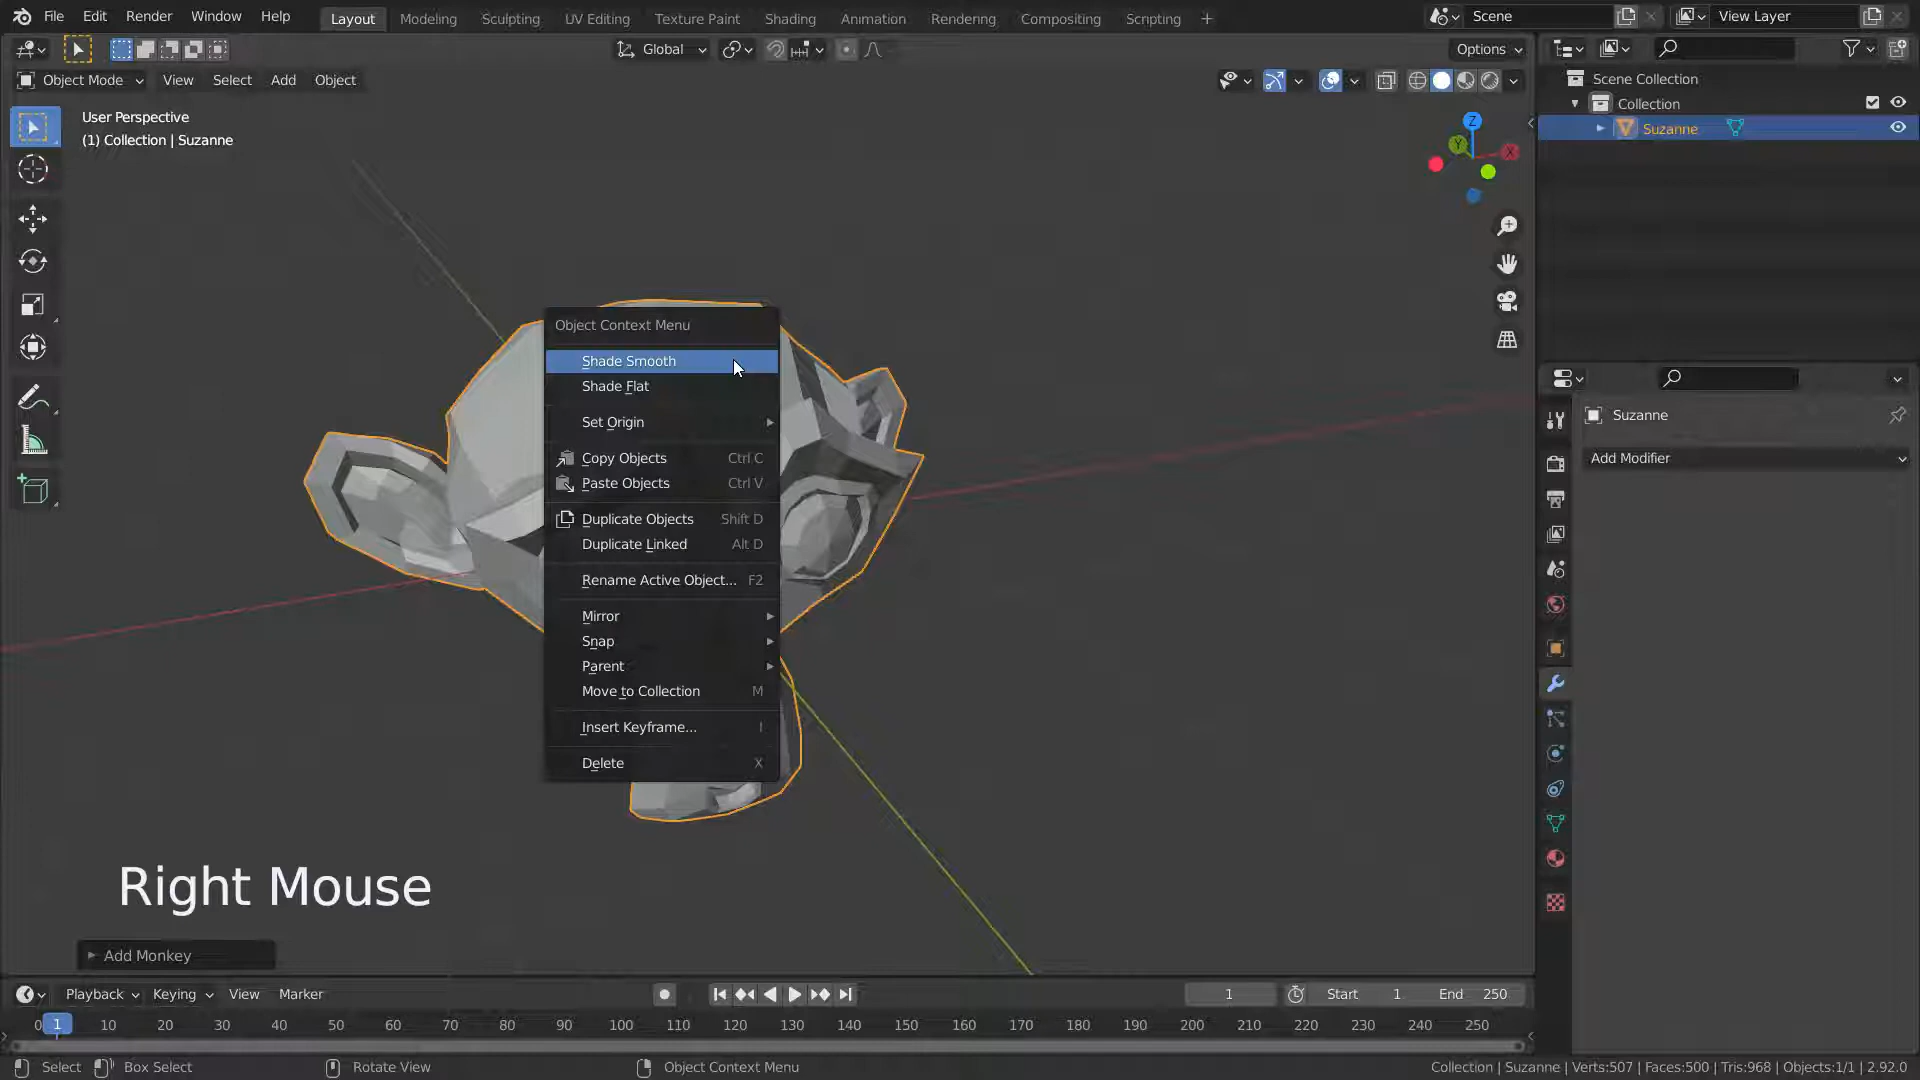 File Edit Render Window Help Layout Modeling Sculpting UV Editing Texture Paint Shading Animation Rendering Compositing Scripting + Scene View Layer
Global Options
Object Mode View Select Add Object
Scene Collection
Collection
Suzanne
User Perspective
(1) Collection | Suzanne
Z
Y
X
Object Context Menu
Shade Smooth
Shade Flat
Set Origin
Copy Objects Ctrl C
Paste Objects Ctrl V
Duplicate Objects Shift D
Duplicate Linked Alt D
Rename Active Object... F2
Mirror
Snap
Parent
Move to Collection M
Insert Keyframe... I
Delete X
Suzanne
Add Modifier
Right Mouse
Add Monkey
Playback Keying View Marker 1 Start 1 End 250
0 1 10 20 30 40 50 60 70 80 90 100 110 120 130 140 150 160 170 180 190 200 210 220 230 240 250
Select Box Select Rotate View Object Context Menu Collection | Suzanne | Verts:507 | Faces:500 | Tris:968 | Objects:1/1 | 2.92.0